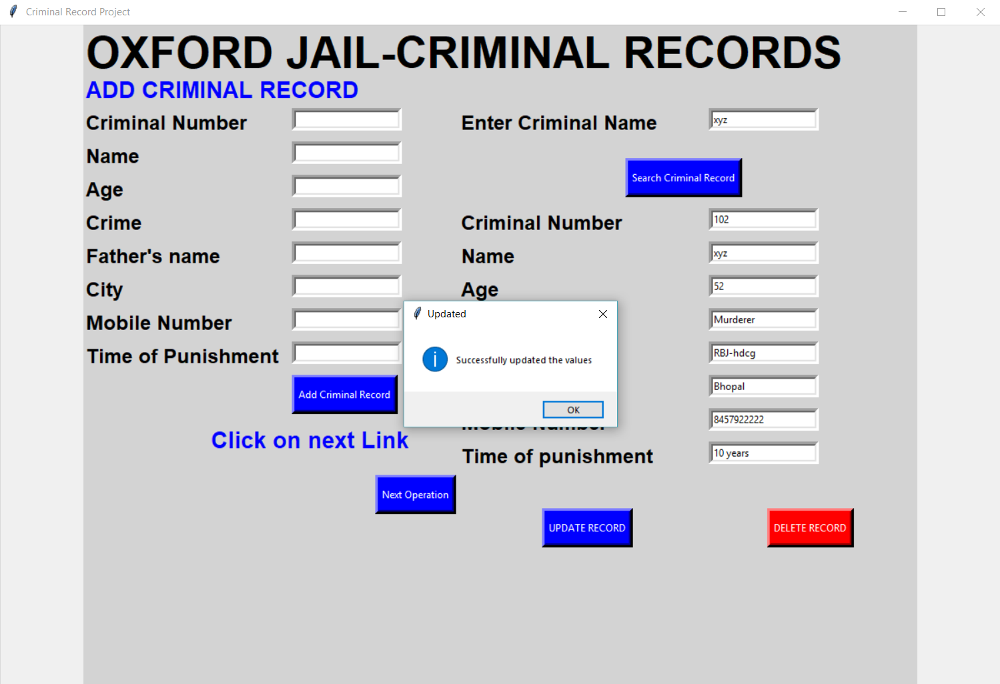 Criminal Record Project
OXFORD JAIL-CRIMINAL RECORDS
ADD CRIMINAL RECORD
Criminal Number
Name
Age
Crime
Father's name
City
Mobile Number
Time of Punishment
Add Criminal Record
Click on next Link
Next Operation
Enter Criminal Name xyz
Search Criminal Record
Criminal Number 102
Name xyz
Age 52
Murderer
RBJ-hdcg
Bhopal
Mobile Number 8457922222
Time of punishment 10 years
UPDATE RECORD DELETE RECORD
Updated
Successfully updated the values
OK